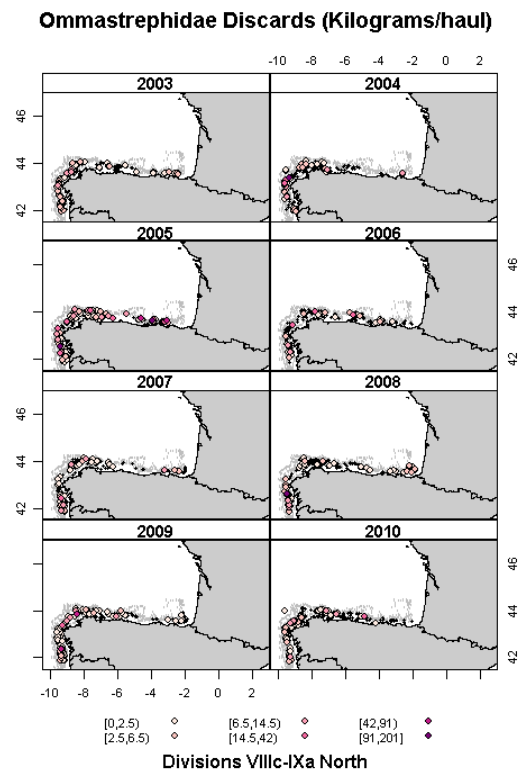 Ommastrephidae Discards (Kilograms/haul)
-10 -8 -6 -4 -2 0 2
2003 2004
46
44
42
2005 2006
46
44
42
2007 2008
46
44
42
2009 2010
46
44
42
-10 -8 -6 -4 -2 0 2
[0,2.5) [6.5,14.5) [42,91)
[2.5,6.5) [14.5,42) [91,201]
Divisions VIIIc-IXa North